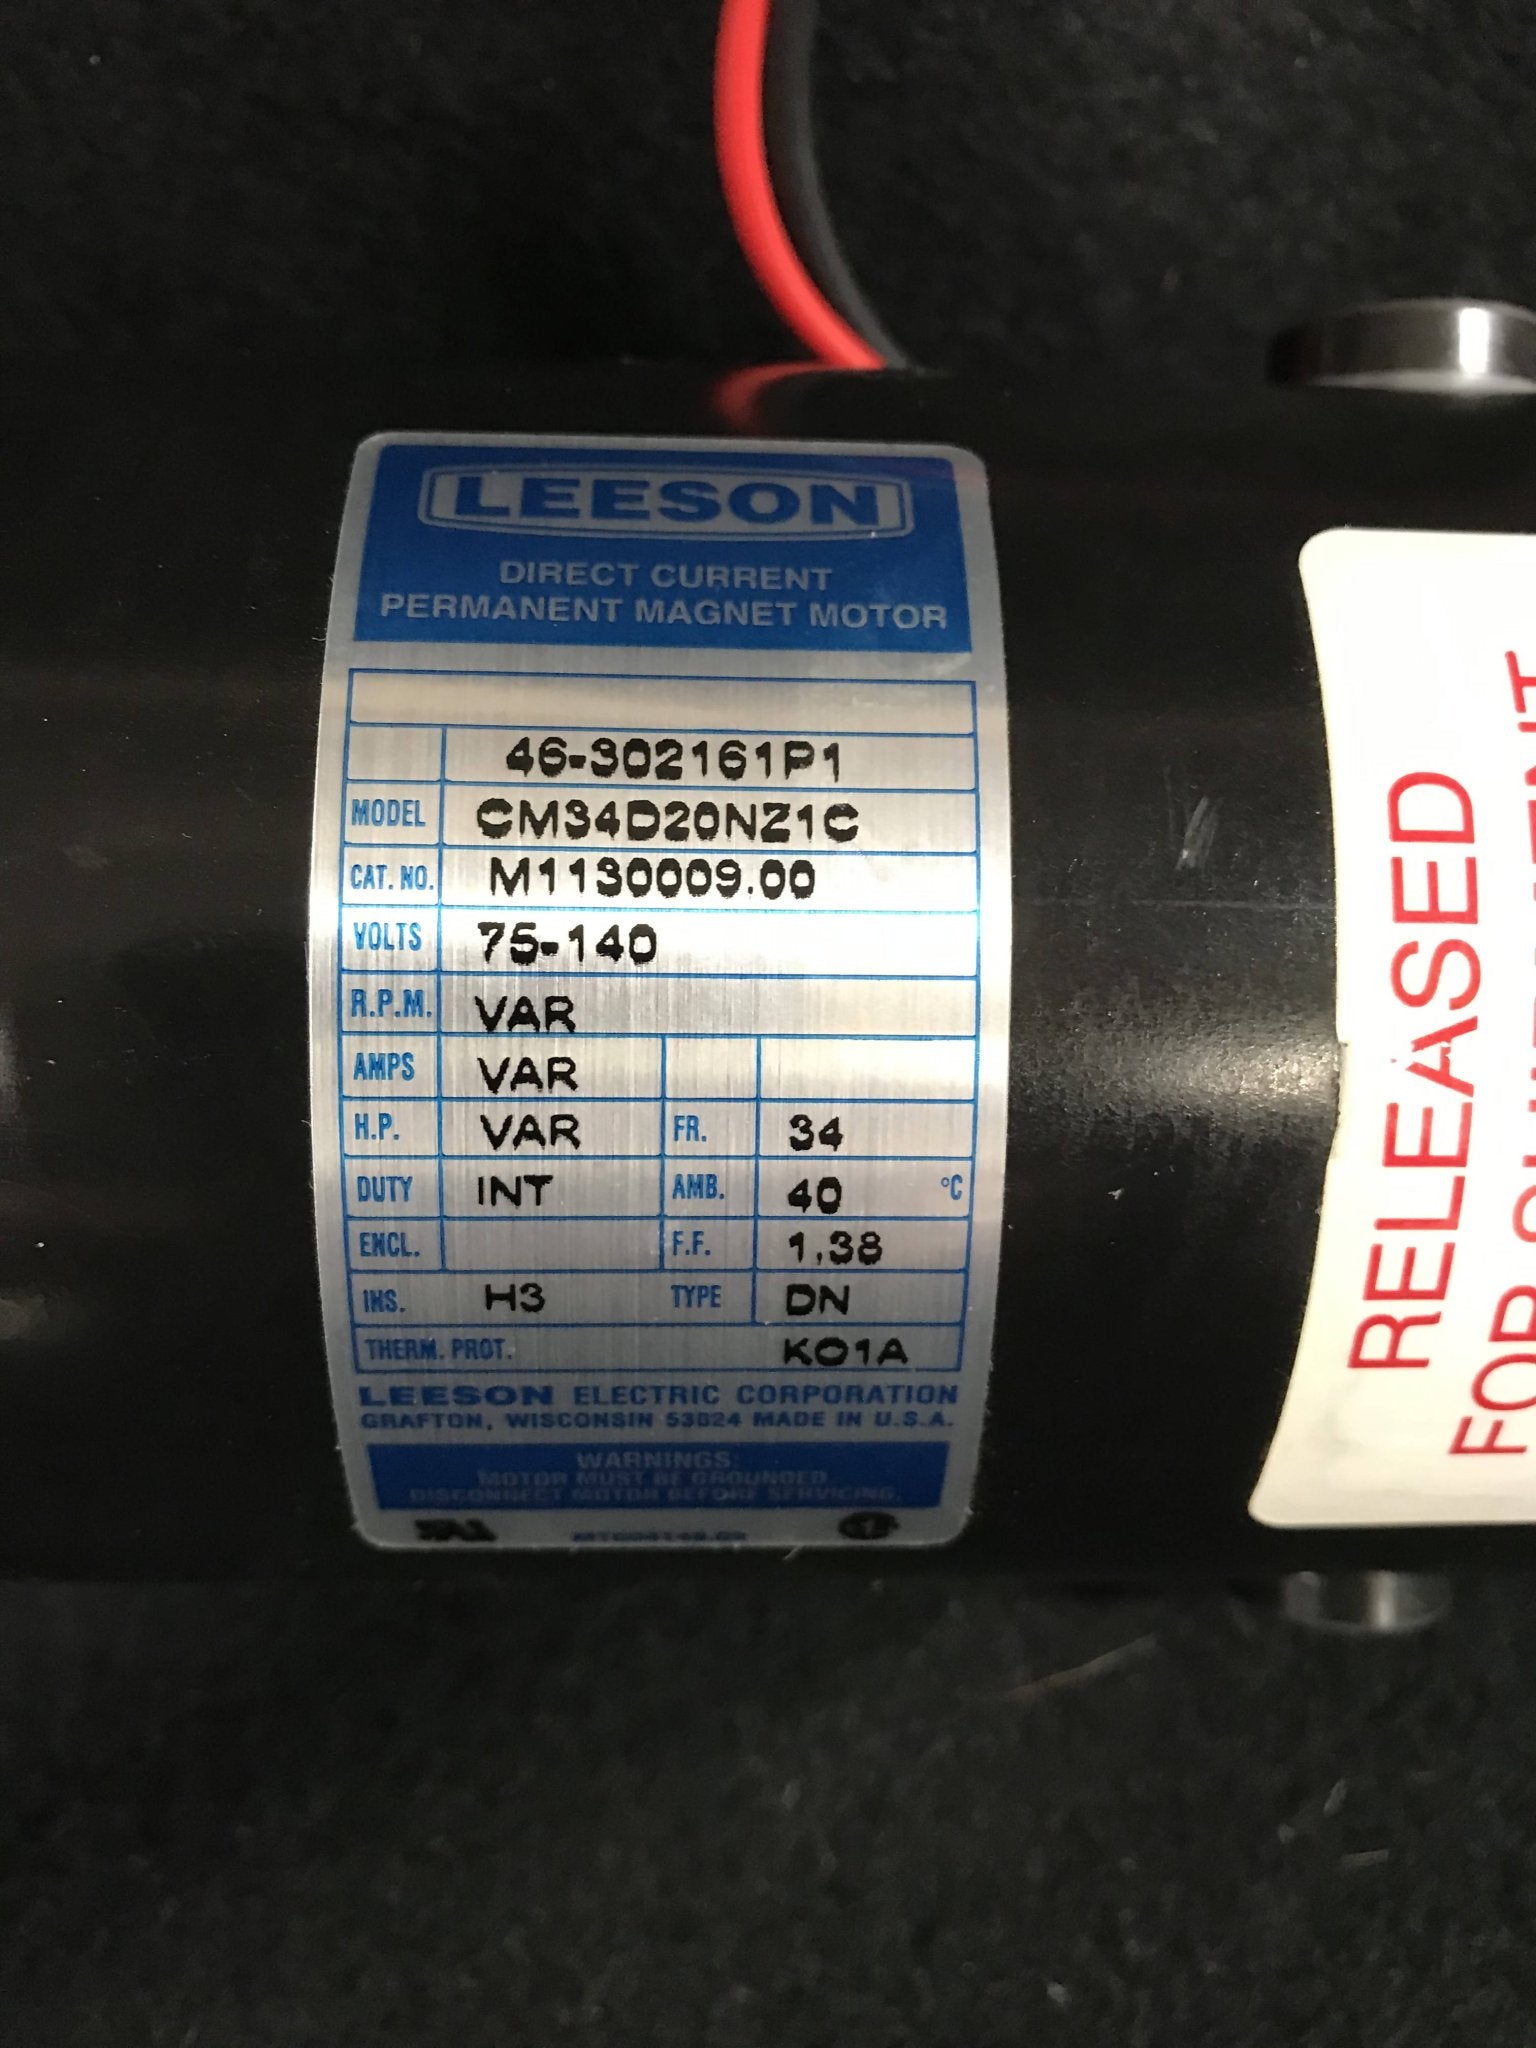 LEESON
DIRECT CURRENT
PERMANENT MAGNET MOTOR
46-302161P1
MODEL CM34D20NZ1C
CAT. NO. M1130009.00
VOLTS 75-140
R.P.M. VAR
AMPS VAR
H.P. VAR FR. 34
DUTY INT AMB. 40 °C
ENCL. F.F. 1.38
INS. H3 TYPE DN
THERM. PROT. KO1A
LEESON ELECTRIC CORPORATION
GRAFTON, WISCONSIN 53024 MADE IN U.S.A.
WARNINGS:
MOTOR MUST BE GROUNDED
DISCONNECT MOTOR BEFORE SERVICING.
RELEASED
FOR